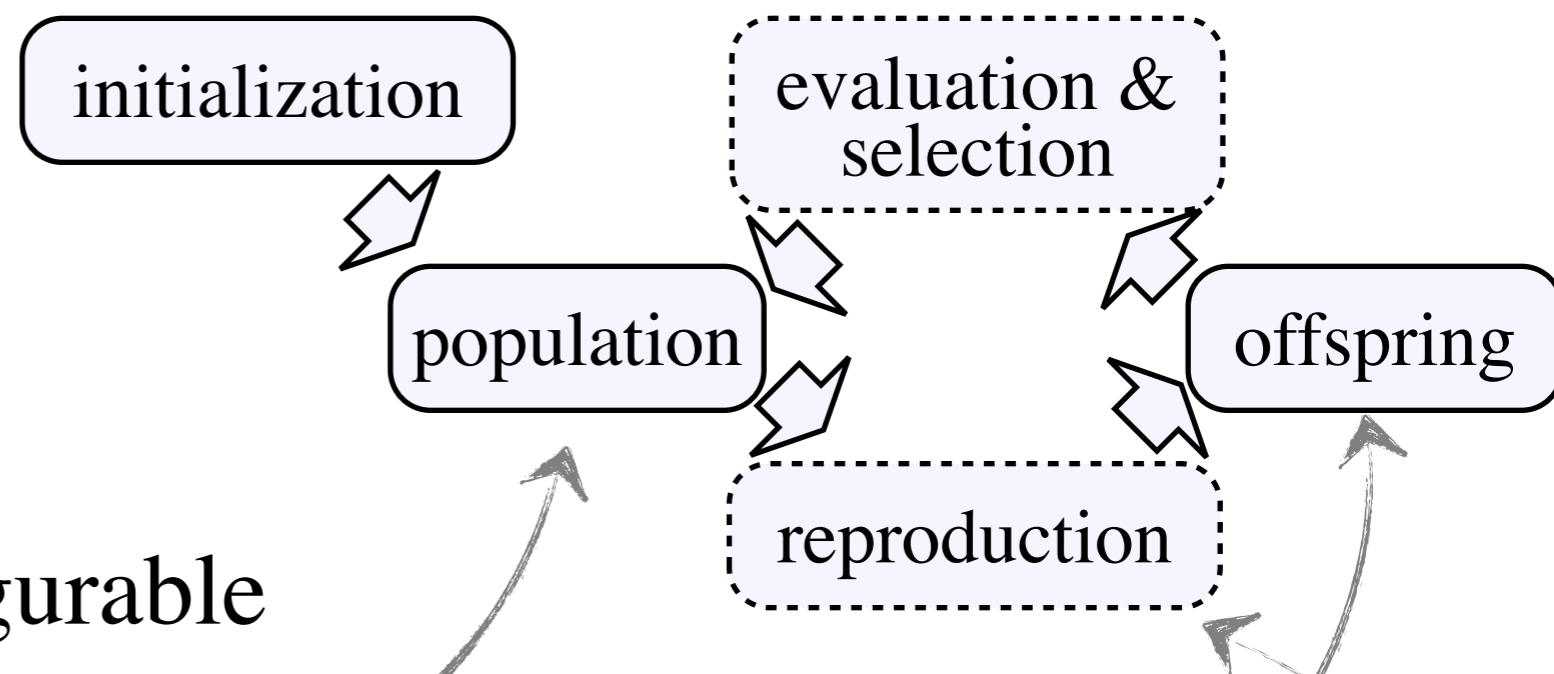 initialization
evaluation &
selection
population
offspring
reproduction
gurable